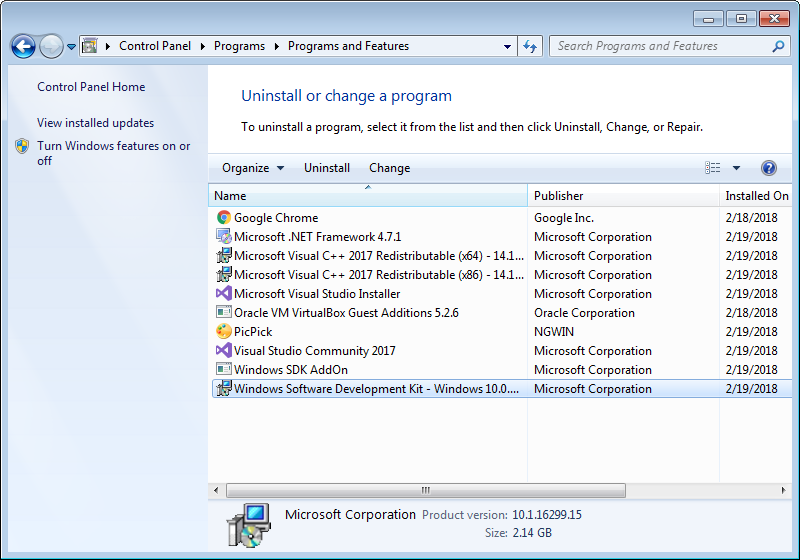 Control Panel Programs Programs and Features Search Programs and Features
Control Panel Home
View installed updates
Turn Windows features on or
off
Uninstall or change a program
To uninstall a program, select it from the list and then click Uninstall, Change, or Repair.
Organize Uninstall Change
Name Publisher Installed On
Google Chrome Google Inc. 2/18/2018
Microsoft .NET Framework 4.7.1 Microsoft Corporation 2/19/2018
Microsoft Visual C++ 2017 Redistributable (x64) - 14.1... Microsoft Corporation 2/19/2018
Microsoft Visual C++ 2017 Redistributable (x86) - 14.1... Microsoft Corporation 2/19/2018
Microsoft Visual Studio Installer Microsoft Corporation 2/19/2018
Oracle VM VirtualBox Guest Additions 5.2.6 Oracle Corporation 2/18/2018
PicPick NGWIN 2/19/2018
Visual Studio Community 2017 Microsoft Corporation 2/19/2018
Windows SDK AddOn Microsoft Corporation 2/19/2018
Windows Software Development Kit - Windows 10.0.... Microsoft Corporation 2/19/2018
Microsoft Corporation Product version: 10.1.16299.15
Size: 2.14 GB